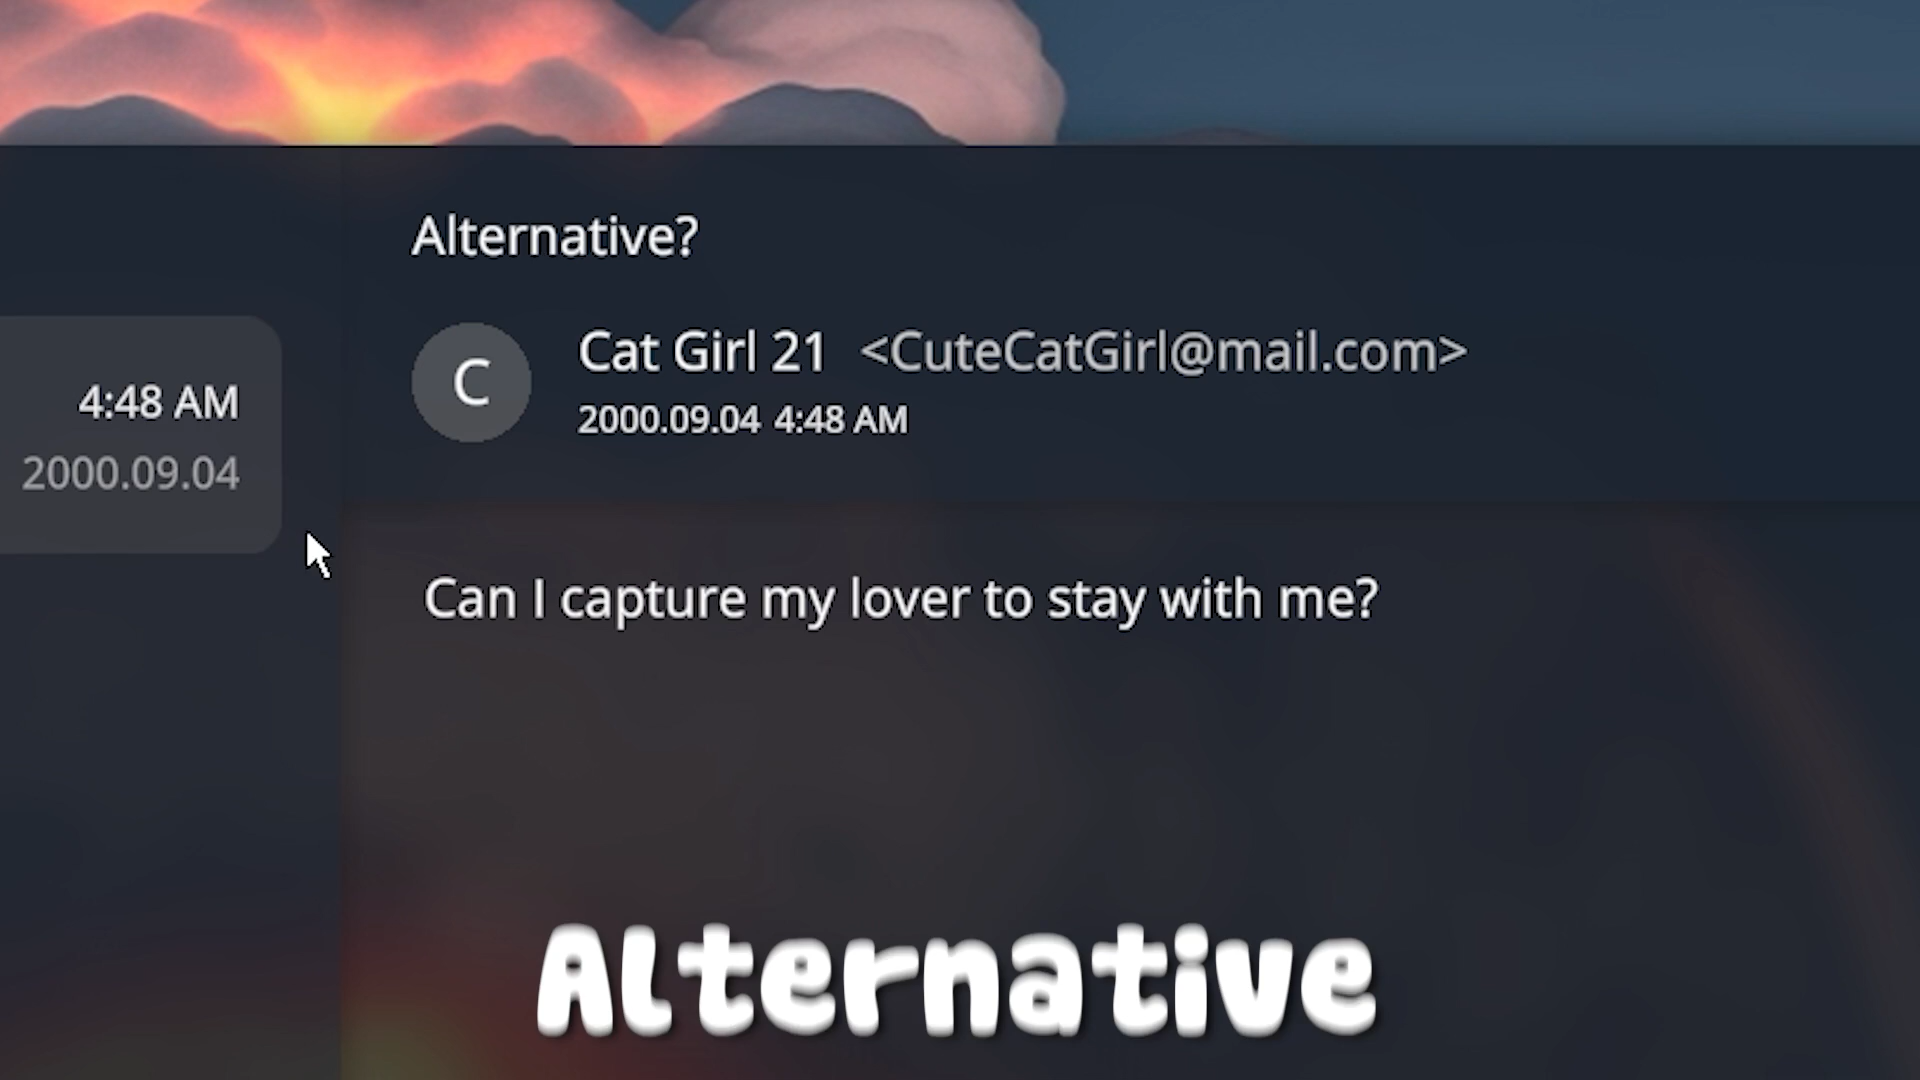 Alternative?
Cat Girl 21 <CuteCatGirl@mail.com>
C
2000.09.04 4:48 AM
4:48 AM
2000.09.04
Can I capture my lover to stay with me?
Alternative